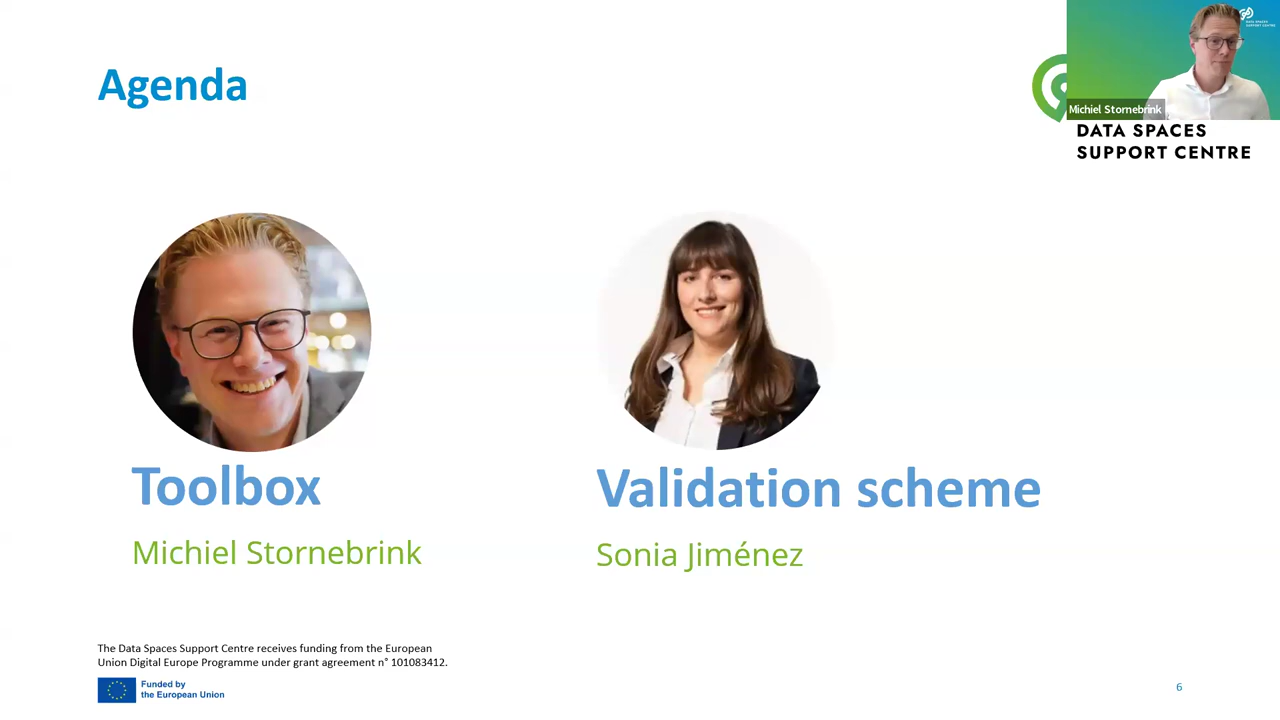 Agenda
Michiel Stornebrink
DATA SPACES
SUPPORT CENTRE
Toolbox
Validation scheme
Michiel Stornebrink
Sonia Jiménez
The Data Spaces Support Centre receives funding from the European
Union Digital Europe Programme under grant agreement n° 101083412.
Funded by
the European Union
6